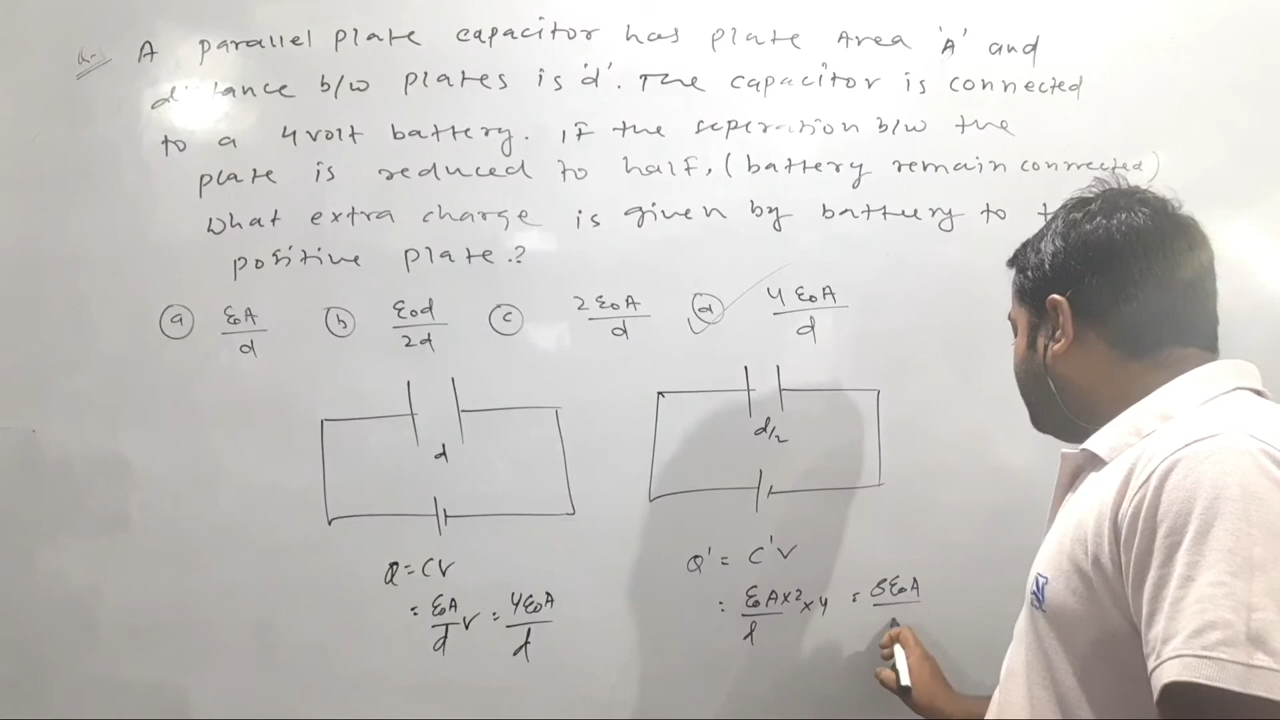 Q-
A parallel plate capacitor has plate Area 'A' and
distance b/w plates is 'd'. The capacitor is connected
to a 4 volt battery. if the seperation b/w the
plate is reduced to half, (battery remain connected)
What extra charge is given by battery to
positive plate.?
(a) ε₀A/d (b) ε₀d/2d (c) 2ε₀A/d (d) 4ε₀A/d
d
d/2
Q = CV
= ε₀A/d V = 4ε₀A/d
Q' = C'V
: ε₀A×2/d × 4 = 8ε₀A